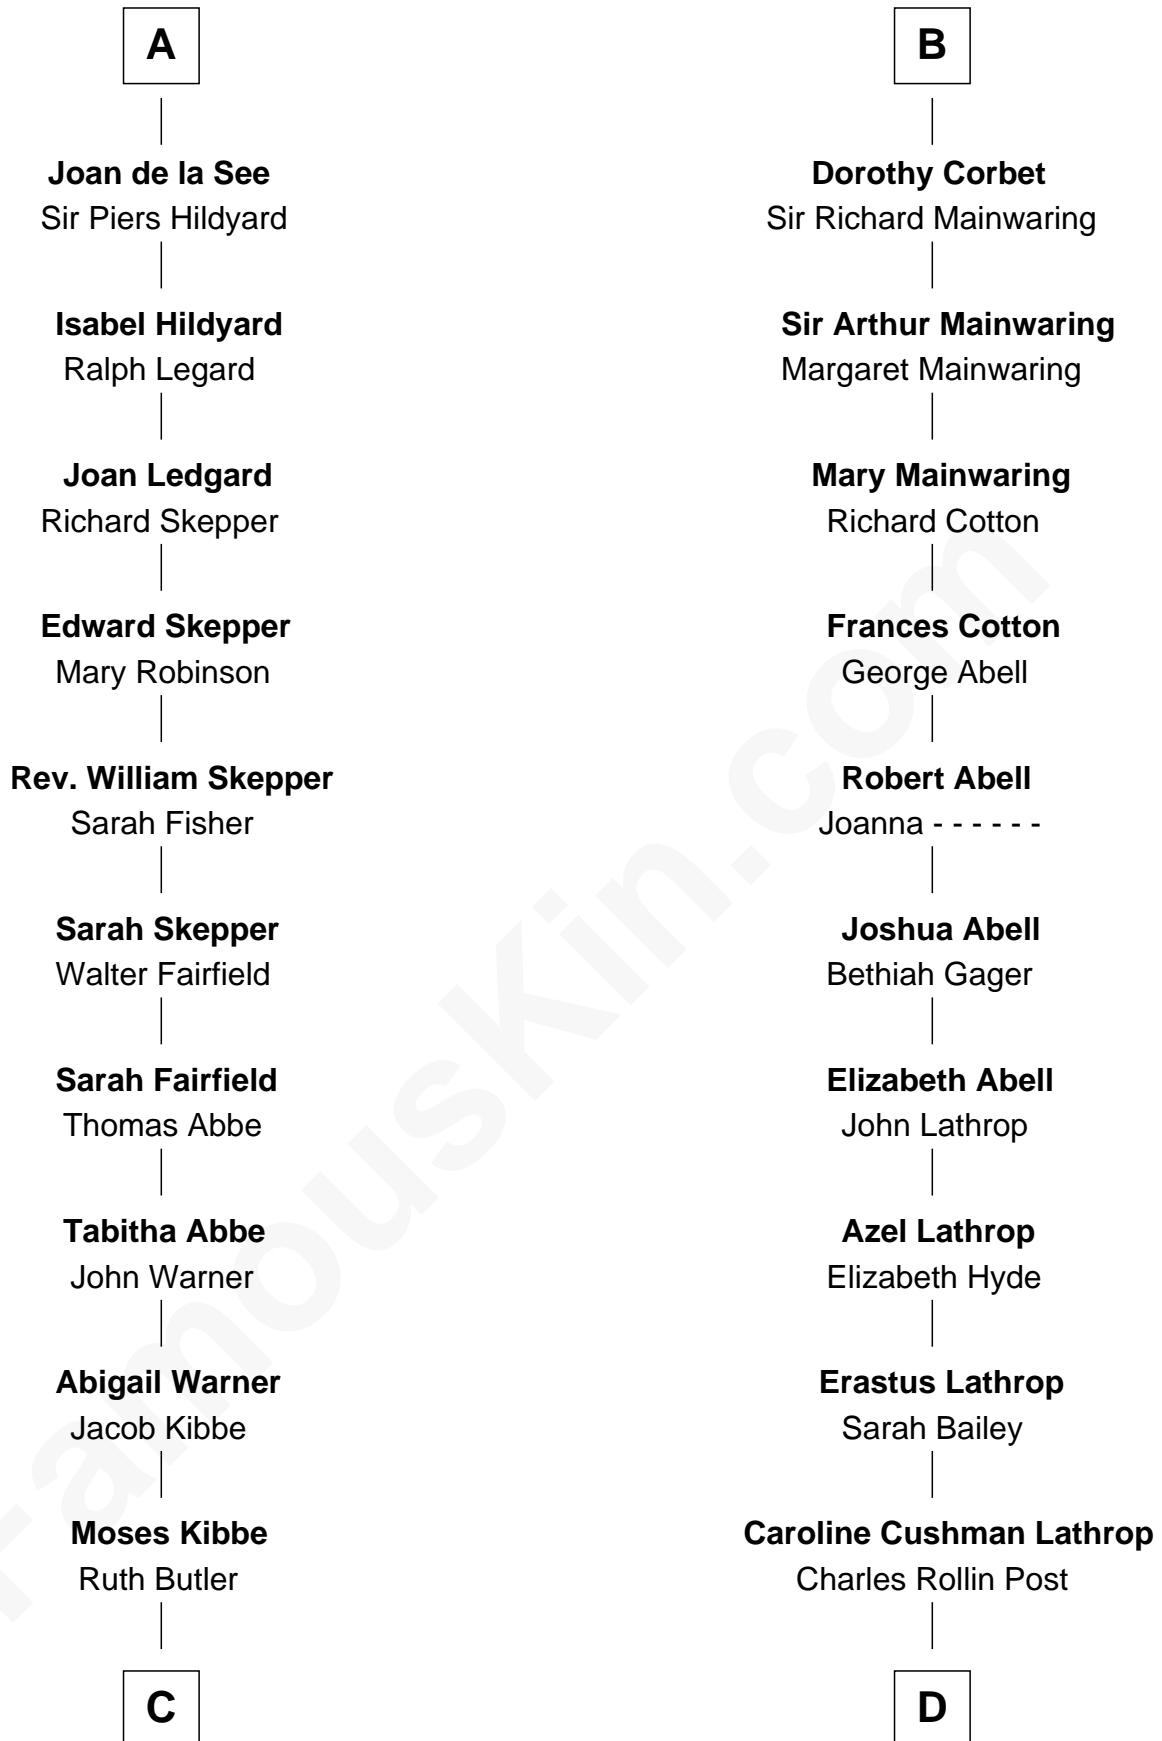 A
Joan de la See
Sir Piers Hildyard
Isabel Hildyard
Ralph Legard
Joan Ledgard
Richard Skepper
Edward Skepper
Mary Robinson
Rev. William Skepper
Sarah Fisher
Sarah Skepper
Walter Fairfield
Sarah Fairfield
Thomas Abbe
Tabitha Abbe
John Warner
Abigail Warner
Jacob Kibbe
Moses Kibbe
Ruth Butler
C
B
Dorothy Corbet
Sir Richard Mainwaring
Sir Arthur Mainwaring
Margaret Mainwaring
Mary Mainwaring
Richard Cotton
Frances Cotton
George Abell
Robert Abell
Joanna - - - - - -
Joshua Abell
Bethiah Gager
Elizabeth Abell
John Lathrop
Azel Lathrop
Elizabeth Hyde
Erastus Lathrop
Sarah Bailey
Caroline Cushman Lathrop
Charles Rollin Post
D
FamousKin.com